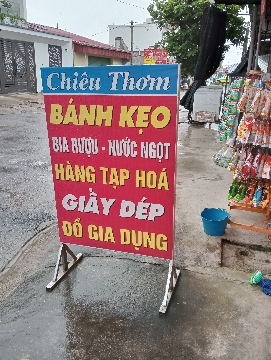 Chiêu Thơm
BÁNH KẸO
BIA RƯỢU - NƯỚC NGỌT
HÀNG TẠP HOÁ
GIẦY DÉP
ĐỒ GIA DỤNG